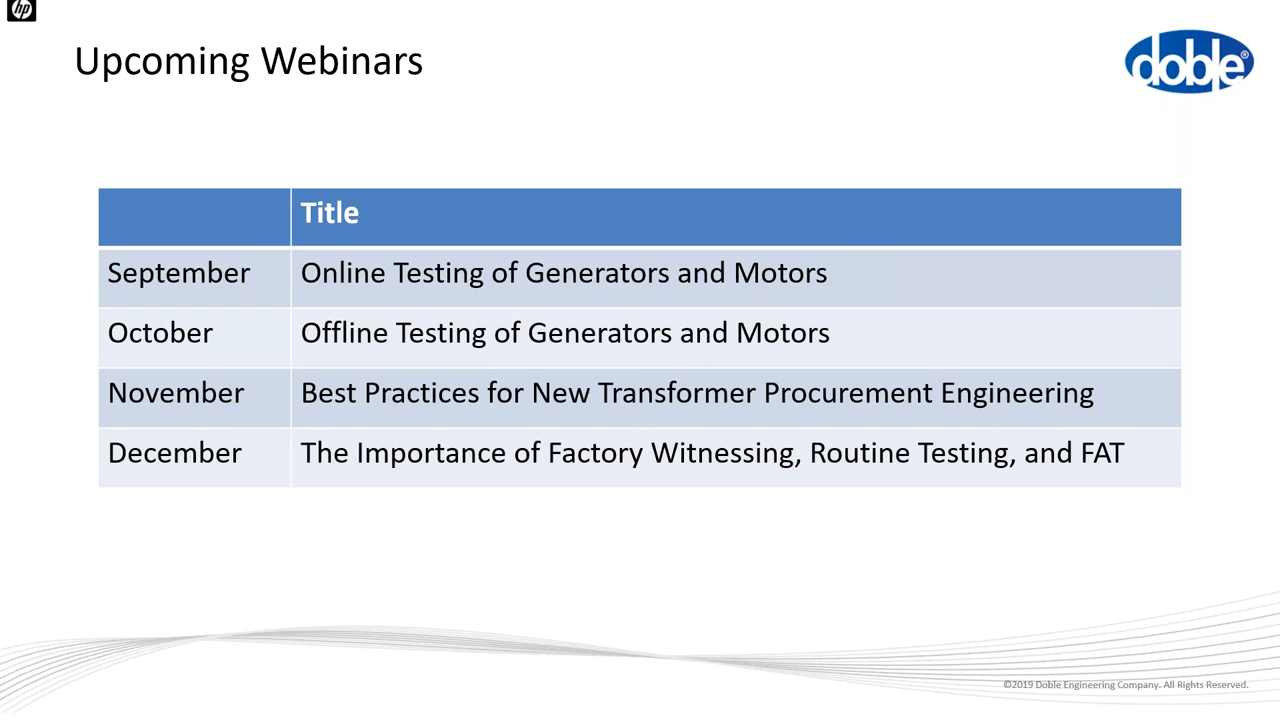 hp
Upcoming Webinars
doble®
Title
September Online Testing of Generators and Motors
October Offline Testing of Generators and Motors
November Best Practices for New Transformer Procurement Engineering
December The Importance of Factory Witnessing, Routine Testing, and FAT
©2019 Doble Engineering Company. All Rights Reserved.